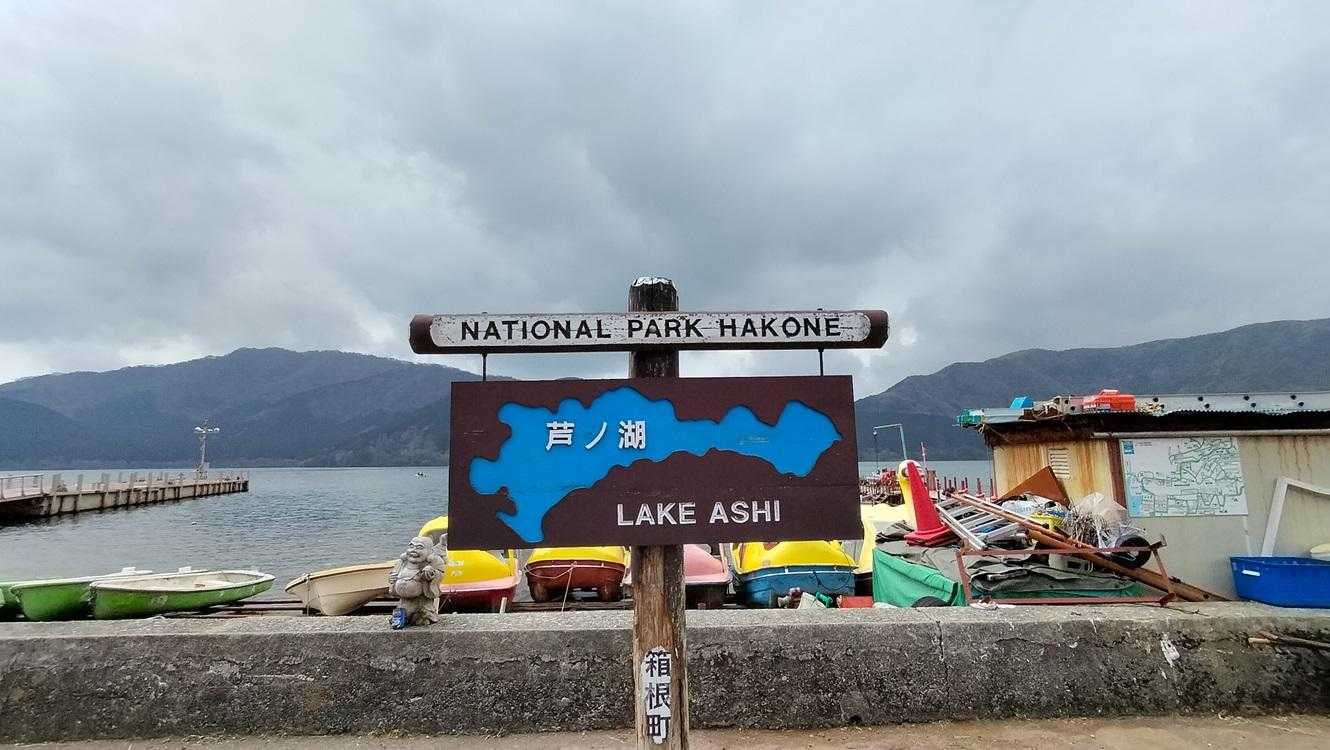 NATIONAL PARK HAKONE
芦ノ湖
LAKE ASHI
箱根町